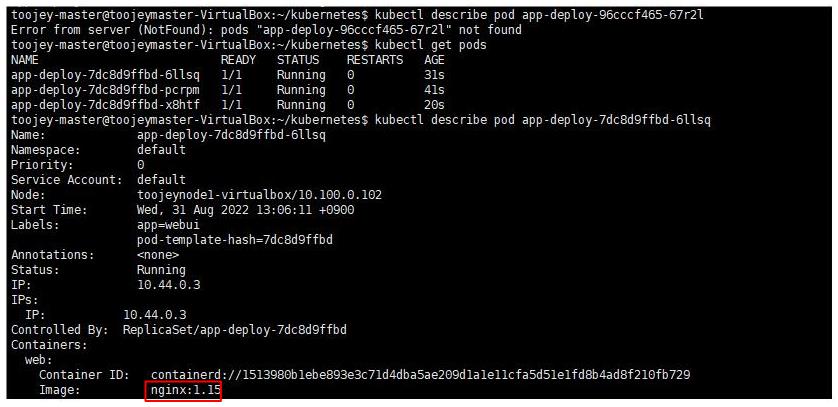 toojey-master@toojeymaster-VirtualBox:~/kubernetes$ kubectl describe pod app-deploy-96cccf465-67r2l
Error from server (NotFound): pods "app-deploy-96cccf465-67r2l" not found
toojey-master@toojeymaster-VirtualBox:~/kubernetes$ kubectl get pods
NAME                          READY   STATUS    RESTARTS   AGE
app-deploy-7dc8d9ffbd-6llsq   1/1     Running   0          31s
app-deploy-7dc8d9ffbd-pcrpm   1/1     Running   0          41s
app-deploy-7dc8d9ffbd-x8htf   1/1     Running   0          20s
toojey-master@toojeymaster-VirtualBox:~/kubernetes$ kubectl describe pod app-deploy-7dc8d9ffbd-6llsq
Name:             app-deploy-7dc8d9ffbd-6llsq
Namespace:        default
Priority:         0
Service Account:  default
Node:             toojeynode1-virtualbox/10.100.0.102
Start Time:       Wed, 31 Aug 2022 13:06:11 +0900
Labels:           app=webui
                  pod-template-hash=7dc8d9ffbd
Annotations:      <none>
Status:           Running
IP:               10.44.0.3
IPs:
  IP:           10.44.0.3
Controlled By:  ReplicaSet/app-deploy-7dc8d9ffbd
Containers:
  web:
    Container ID:   containerd://1513980b1ebe893e3c71d4dba5ae209d1a1e11cfa5d51e1fd8b4ad8f210fb729
    Image:          nginx:1.15